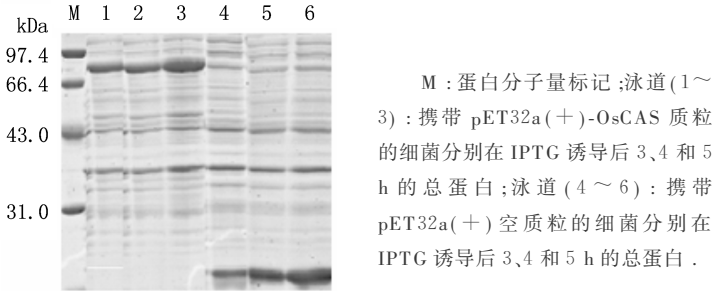 kDa M 1 2 3 4 5 6
97.4
66.4
43.0
31.0
M :蛋白分子量标记;泳道(1～
3) :携带 pET32a(＋)-OsCAS 质粒
的细菌分别在 IPTG 诱导后 3、4 和 5
h 的总蛋白;泳道(4～6): 携带
pET32a(＋)空质粒的细菌分别在
IPTG 诱导后 3、4 和 5 h 的总蛋白 .